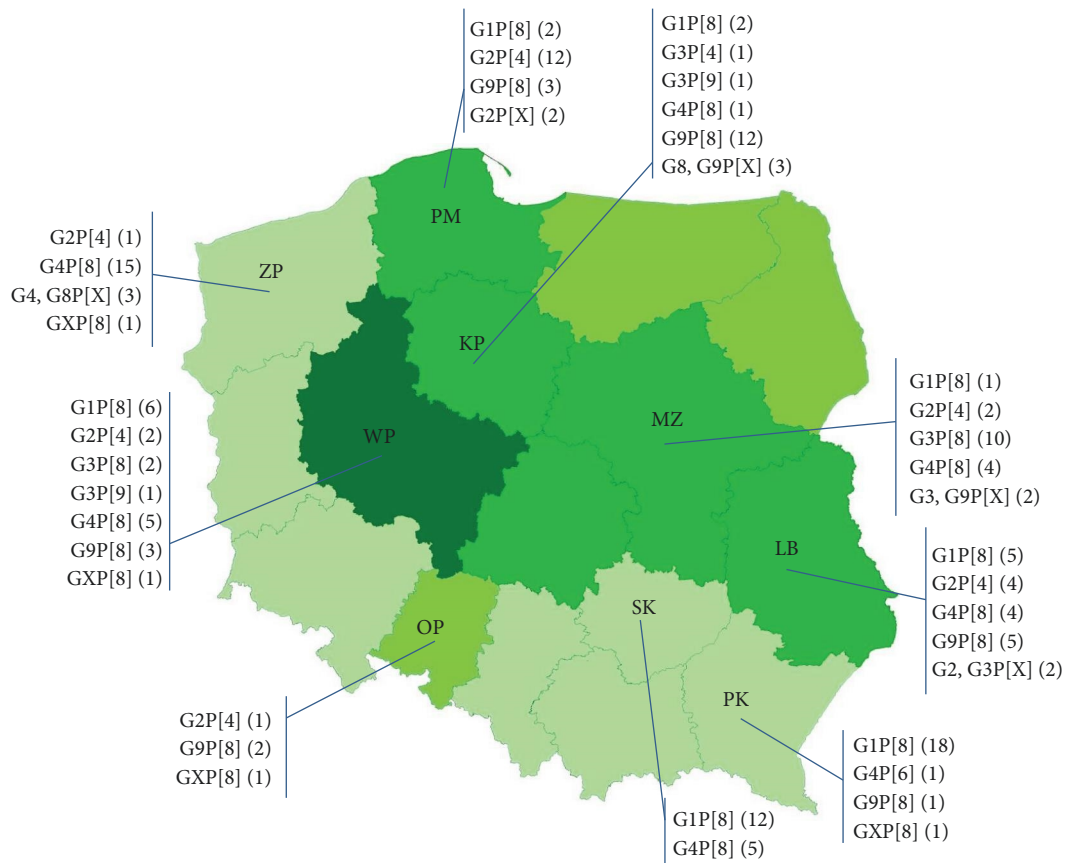 G1P[8] (2)
G2P[4] (12)
G9P[8] (3)
G2P[X] (2)
G1P[8] (2)
G3P[4] (1)
G3P[9] (1)
G4P[8] (1)
G9P[8] (12)
G8, G9P[X] (3)
PM
G2P[4] (1)
G4P[8] (15)
G4, G8P[X] (3)
GXP[8] (1)
ZP
KP
G1P[8] (6)
G2P[4] (2)
G3P[8] (2)
G3P[9] (1)
G4P[8] (5)
G9P[8] (3)
GXP[8] (1)
WP
MZ
G1P[8] (1)
G2P[4] (2)
G3P[8] (10)
G4P[8] (4)
G3, G9P[X] (2)
LB
G1P[8] (5)
G2P[4] (4)
G4P[8] (4)
G9P[8] (5)
G2, G3P[X] (2)
OP
SK
PK
G2P[4] (1)
G9P[8] (2)
GXP[8] (1)
G1P[8] (12)
G4P[8] (5)
G1P[8] (18)
G4P[6] (1)
G9P[8] (1)
GXP[8] (1)